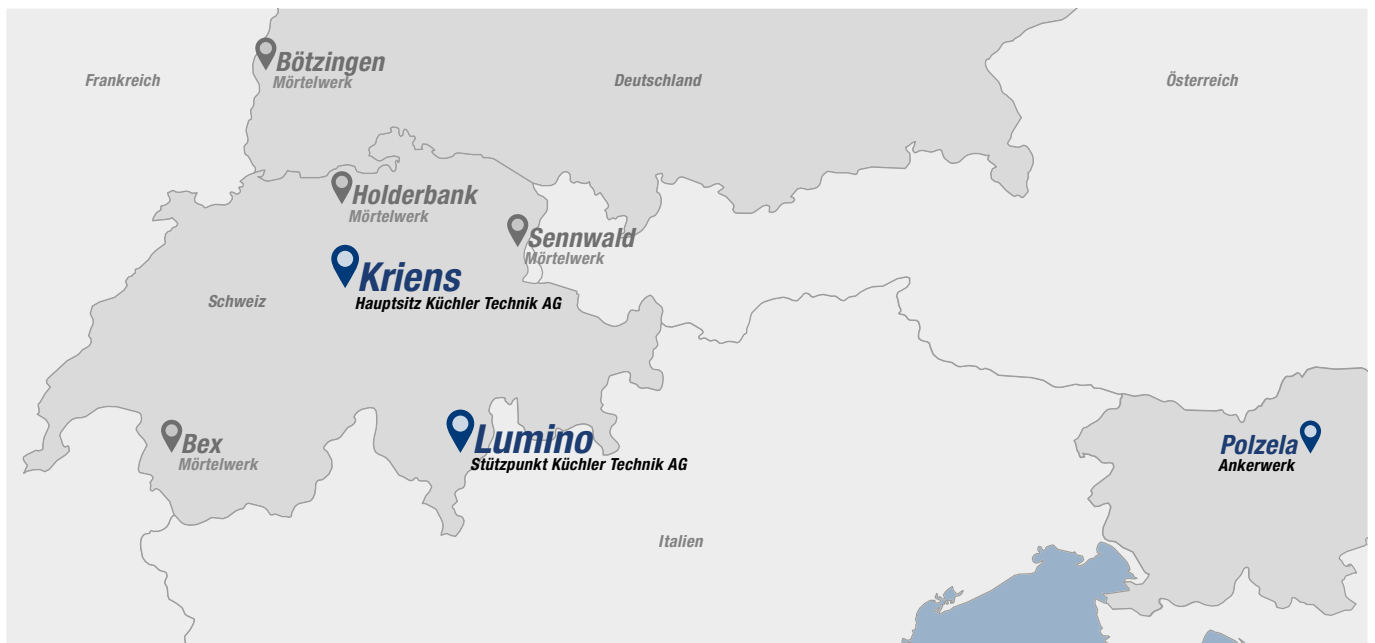 Bötzingen
Mörtelwerk
Frankreich
Deutschland
Österreich
Holderbank
Mörtelwerk
Sennwald
Mörtelwerk
Kriens
Hauptsitz Küchler Technik AG
Schweiz
Lumino
Stützpunkt Küchler Technik AG
Bex
Mörtelwerk
Polzela
Ankerwerk
Italien